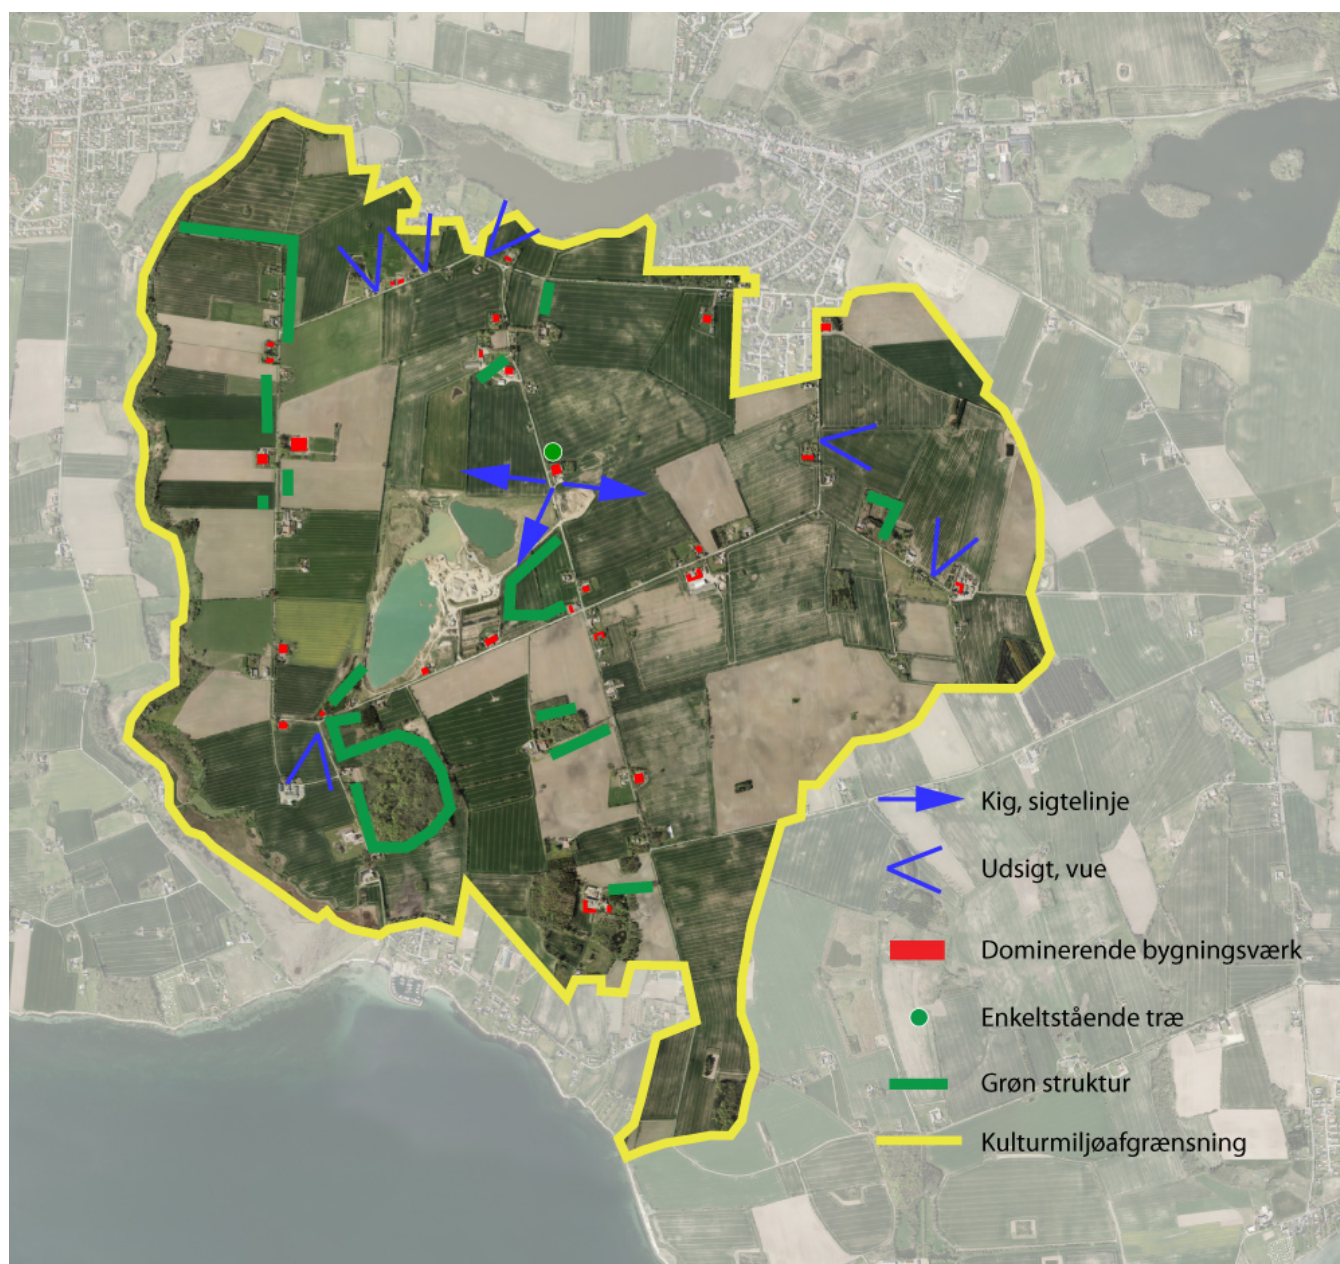 Kig, sigtelinje
Udsigt, vue
Dominerende bygningsværk
Enkeltstående træ
Grøn struktur
Kulturmiljøafgrænsning